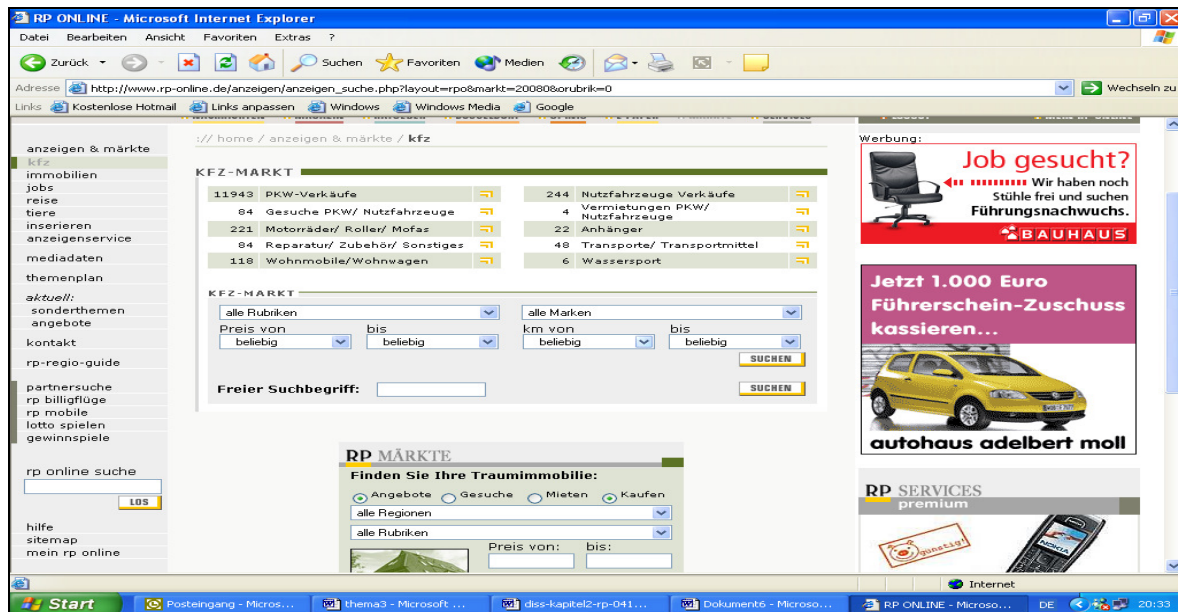 RP ONLINE - Microsoft Internet Explorer
Datei Bearbeiten Ansicht Favoriten Extras ?
Zurück Suchen Favoriten Medien
Adresse http://www.rp-online.de/anzeigen/anzeigen_suche.php?layout=rpo&markt=20080&orubrik=0 Wechseln zu
Links Kostenlose Hotmail Links anpassen Windows Windows Media Google
:// home / anzeigen & märkte / kfz
anzeigen & märkte
kfz
immobilien
jobs
reise
tiere
inserieren
anzeigenservice
mediadaten
themenplan
aktuell:
sonderthemen
angebote
kontakt
rp-regio-guide
partnersuche
rp billigflüge
rp mobile
lotto spielen
gewinnspiele
rp online suche
LOS
hilfe
sitemap
mein rp online
KFZ-MARKT
11943 PKW-Verkäufe
84 Gesuche PKW/ Nutzfahrzeuge
221 Motorräder/ Roller/ Mofas
84 Reparatur/ Zubehör/ Sonstiges
118 Wohnmobile/Wohnwagen
244 Nutzfahrzeuge Verkäufe
4 Vermietungen PKW/
Nutzfahrzeuge
22 Anhänger
48 Transporte/ Transportmittel
6 Wassersport
KFZ-MARKT
alle Rubriken alle Marken
Preis von bis km von bis
beliebig beliebig beliebig beliebig
SUCHEN
Freier Suchbegriff: SUCHEN
RP MÄRKTE
Finden Sie Ihre Traumimmobilie:
Angebote Gesuche Mieten Kaufen
alle Regionen
alle Rubriken
Preis von: bis:
Werbung:
Job gesucht?
Wir haben noch
Stühle frei und suchen
Führungsnachwuchs.
BAUHAUS
Jetzt 1.000 Euro
Führerschein-Zuschuss
kassieren...
autohaus adelbert moll
RP SERVICES
premium
günstig!
NOKIA
Internet
Start Posteingang - Micros... thema3 - Microsoft ... diss-kapitel2-rp-041... Dokument6 - Microso... RP ONLINE - Microso... DE 20:33